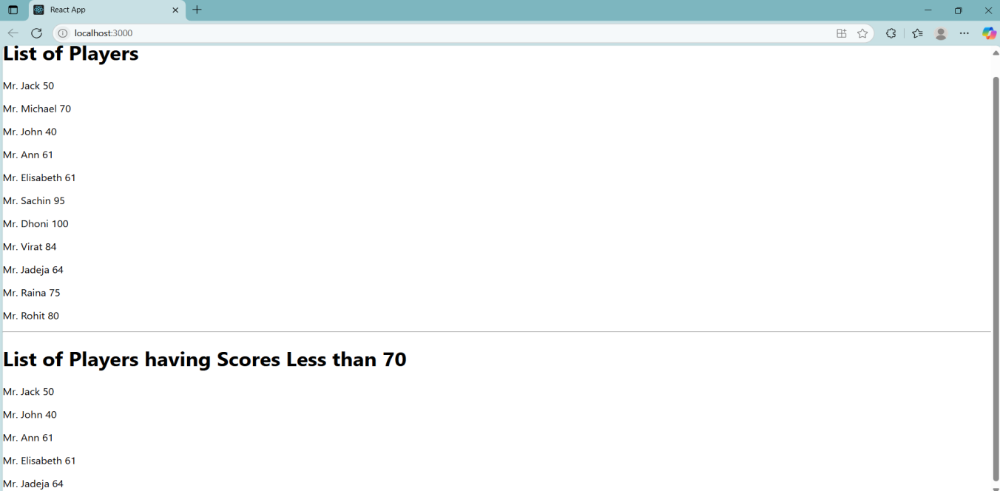 React App
localhost:3000
List of Players
Mr. Jack 50
Mr. Michael 70
Mr. John 40
Mr. Ann 61
Mr. Elisabeth 61
Mr. Sachin 95
Mr. Dhoni 100
Mr. Virat 84
Mr. Jadeja 64
Mr. Raina 75
Mr. Rohit 80
List of Players having Scores Less than 70
Mr. Jack 50
Mr. John 40
Mr. Ann 61
Mr. Elisabeth 61
Mr. Jadeja 64